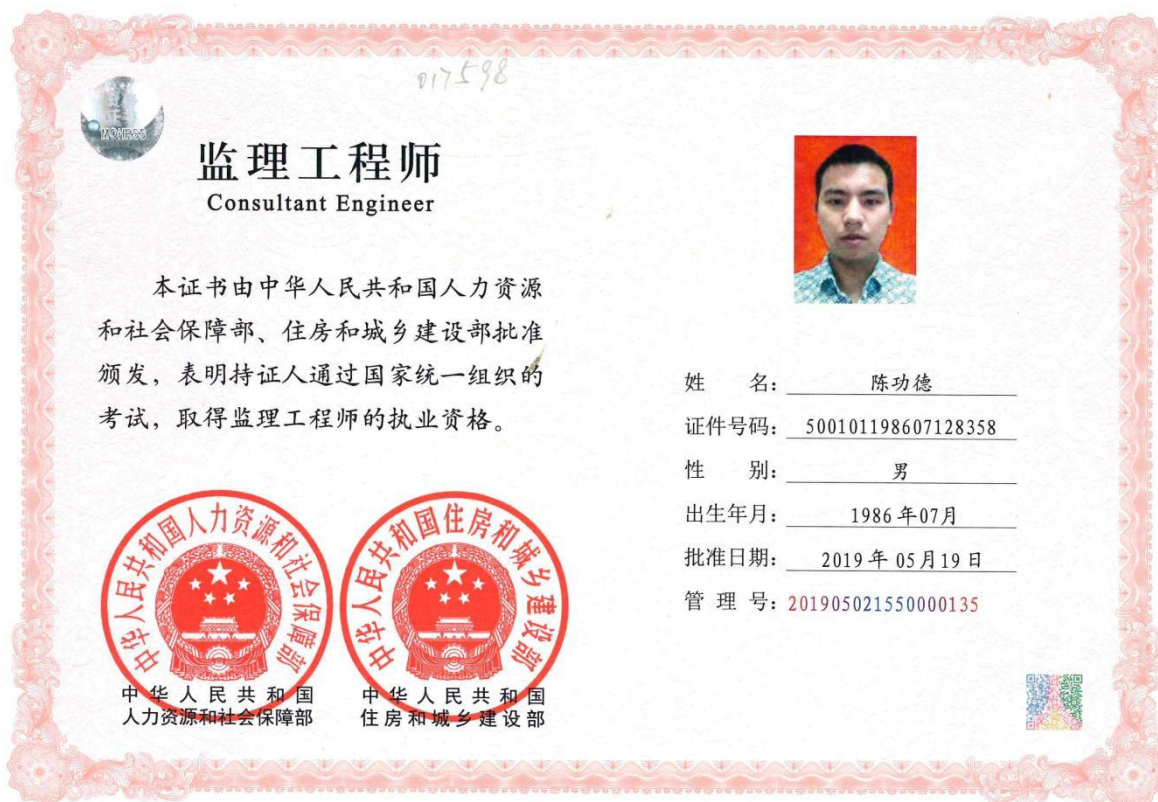 017598
MOHRSS
监理工程师
Consultant Engineer
本证书由中华人民共和国人力资源
和社会保障部、住房和城乡建设部批准
颁发，表明持证人通过国家统一组织的
考试，取得监理工程师的执业资格。
中华人民共和国人力资源和社会保障部
中华人民共和国
人力资源和社会保障部
中华人民共和国住房和城乡建设部
中华人民共和国
住房和城乡建设部
姓 名：陈功德
证件号码：500101198607128358
性 别：男
出生年月：1986年07月
批准日期：2019年05月19日
管 理 号：201905021550000135